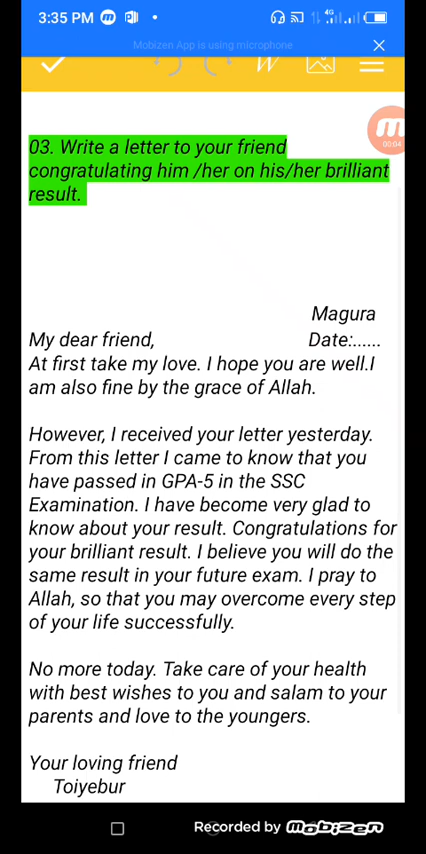 3:35 PM
4G
Mobizen App is using microphone
00:04
03. Write a letter to your friend
congratulating him /her on his/her brilliant
result.
Magura
My dear friend, Date:......
At first take my love. I hope you are well.I
am also fine by the grace of Allah.
However, I received your letter yesterday.
From this letter I came to know that you
have passed in GPA-5 in the SSC
Examination. I have become very glad to
know about your result. Congratulations for
your brilliant result. I believe you will do the
same result in your future exam. I pray to
Allah, so that you may overcome every step
of your life successfully.
No more today. Take care of your health
with best wishes to you and salam to your
parents and love to the youngers.
Your loving friend
Toiyebur
Recorded by mobizen